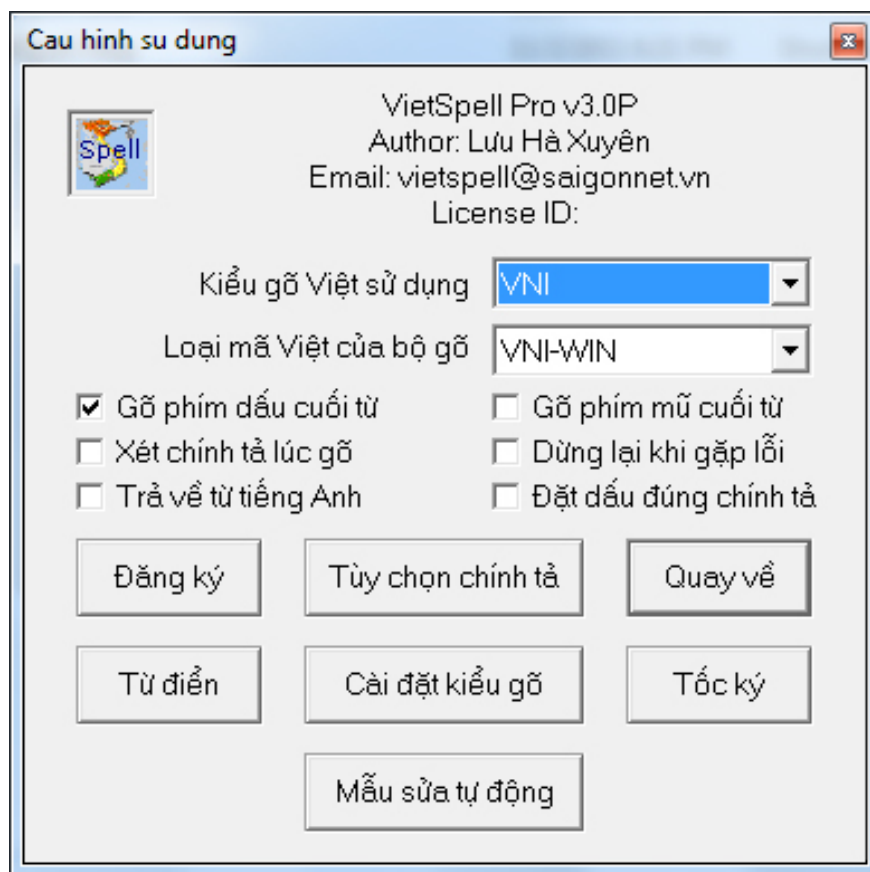 Cau hinh su dung
Spell
VietSpell Pro v3.0P
Author: Lưu Hà Xuyên
Email: vietspell@saigonnet.vn
License ID:
Kiểu gõ Việt sử dụng VNI
Loại mã Việt của bộ gõ VNI-WIN
Gõ phím dấu cuối từ Gõ phím mũ cuối từ
Xét chính tả lúc gõ Dừng lại khi gặp lỗi
Trả về từ tiếng Anh Đặt dấu đúng chính tả
Đăng ký Tùy chọn chính tả Quay về
Từ điển Cài đặt kiểu gõ Tốc ký
Mẫu sửa tự động